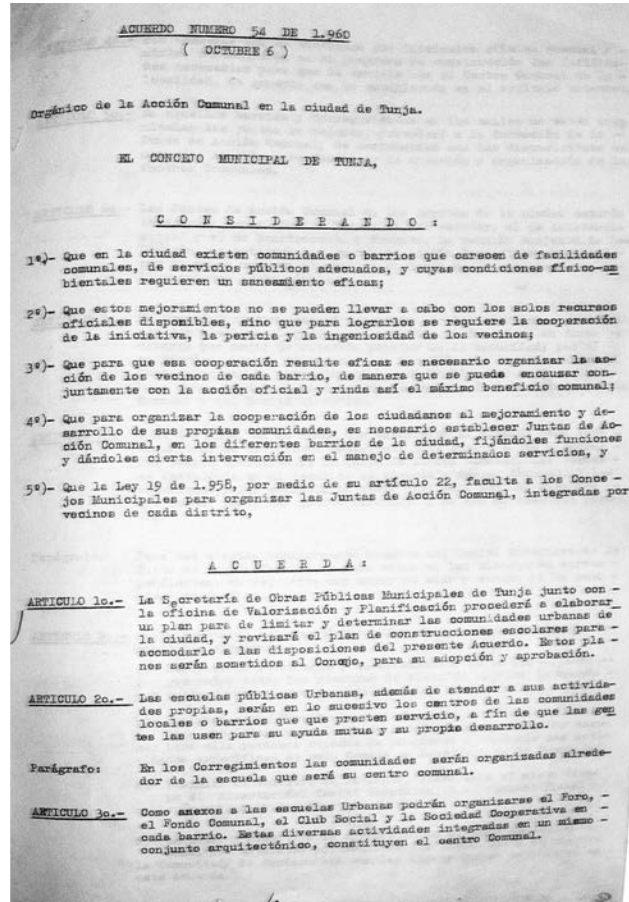 ACUERDO NUMERO 54 DE 1.960
( OCTUBRE 6 )
Orgánico de la Acción Comunal en la ciudad de Tunja.
EL CONCEJO MUNICIPAL DE TUNJA,
C O N S I D E R A N D O :
1º)- Que en la ciudad existen comunidades o barrios que carecen de facilidades
comunales, de servicios públicos adecuados, y cuyas condiciones físico-am
bientales requieren un saneamiento eficaz;
2º)- Que estos mejoramientos no se pueden llevar a cabo con los solos recursos
oficiales disponibles, sino que para lograrlos se requiere la cooperación
de la iniciativa, la pericia y la ingeniosidad de los vecinos;
3º)- Que para que esa cooperación resulte eficaz es necesario organizar la ac-
ción de los vecinos de cada barrio, de manera que se pueda encauzar con-
juntamente con la acción oficial y rinda así el máximo beneficio comunal;
4º)- Que para organizar la cooperación de los ciudadanos al mejoramiento y de-
sarrollo de sus propias comunidades, es necesario establecer Juntas de Ac-
ción Comunal, en los diferentes barrios de la ciudad, fijándoles funciones
y dándoles cierta intervención en el manejo de determinados servicios, y
5º)- Que la Ley 19 de 1.958, por medio de su artículo 22, faculta a los Conce -
jos Municipales para organizar las Juntas de Acción Comunal, integradas por
vecinos de cada distrito,
A C U E R D A :
ARTICULO 1o.- La Secretaría de Obras Públicas Municipales de Tunja junto con -
la oficina de Valorización y Planificación procederá a elaborar
un plan para de limitar y determinar las comunidades urbanas de
la ciudad, y revisará el plan de construcciones escolares para -
acomodarlo a las disposiciones del presente Acuerdo. Estos pla -
nes serán sometidos al Concejo, para su adopción y aprobación.
ARTICULO 2o.- Las escuelas públicas Urbanas, además de atender a sus activida-
des propias, serán en lo sucesivo los centros de las comunidades
locales o barrios que que presten servicio, a fin de que las gen
tes las usen para su ayuda mutua y su propio desarrollo.
Parágrafo: En los Corregimientos las comunidades serán organizadas alrede-
dor de la escuela que será su centro comunal.
ARTICULO 3o.- Como anexos a las escuelas Urbanas podrán organizarse el Foro, -
el Fondo Comunal, el Club Social y la Sociedad Cooperativa en -
cada barrio. Estas diversas actividades integradas en un mismo -
conjunto arquitectónico, constituyen el centro Comunal.